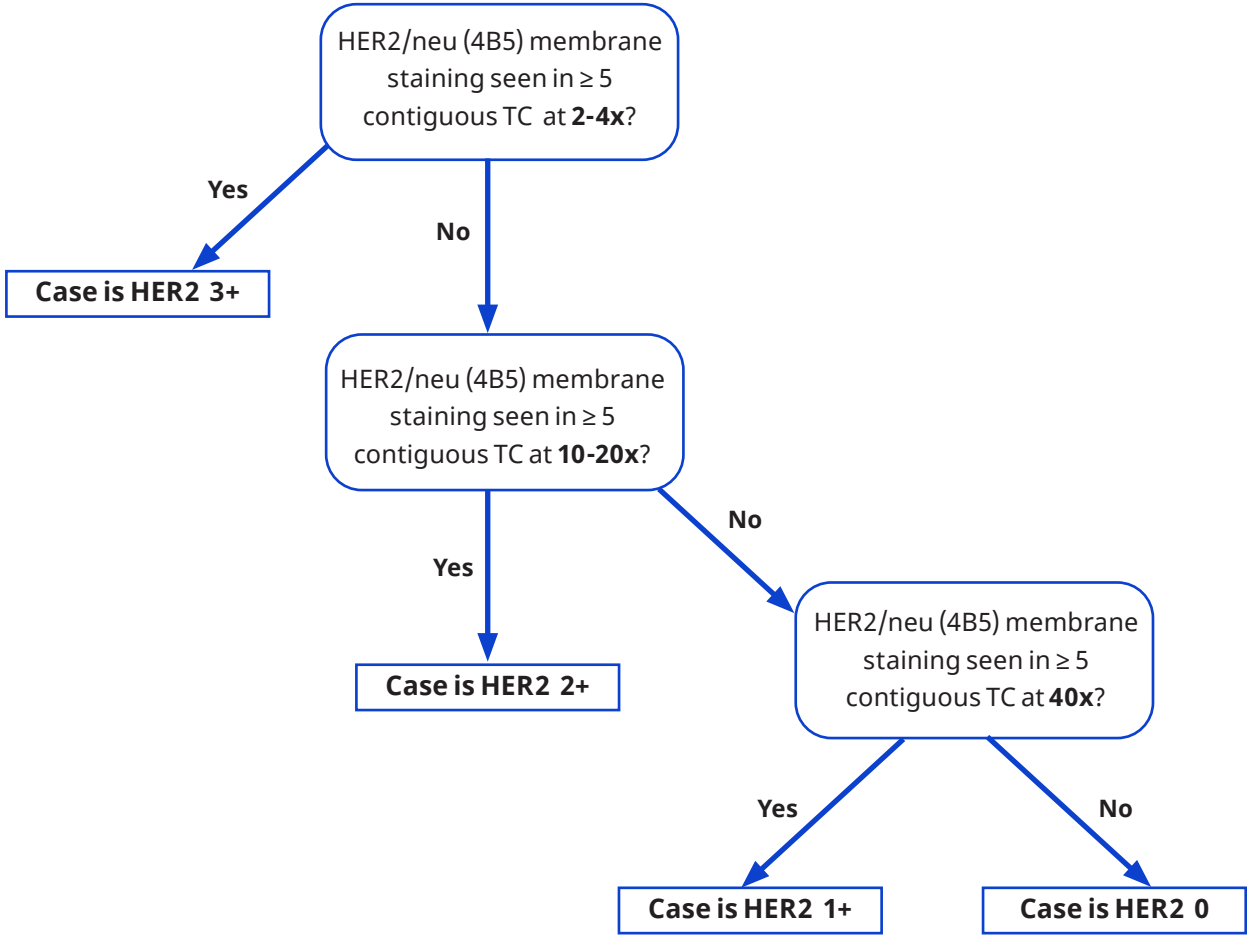 HER2/neu (4B5) membrane
staining seen in ≥ 5
contiguous TC at 2-4x?
Yes
No
Case is HER2 3+
HER2/neu (4B5) membrane
staining seen in ≥ 5
contiguous TC at 10-20x?
No
Yes
Case is HER2 2+
HER2/neu (4B5) membrane
staining seen in ≥ 5
contiguous TC at 40x?
Yes
No
Case is HER2 1+
Case is HER2 0